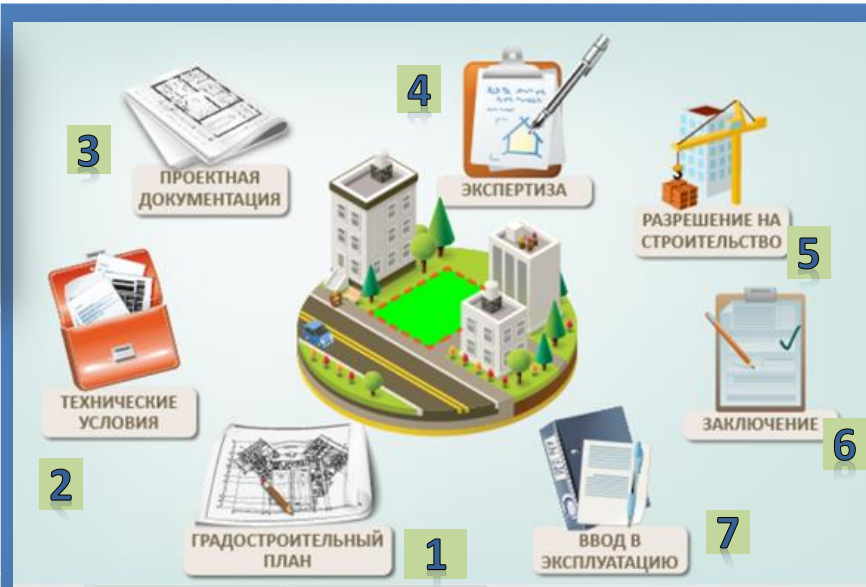 4
3
ПРОЕКТНАЯ
ДОКУМЕНТАЦИЯ
ЭКСПЕРТИЗА
РАЗРЕШЕНИЕ НА
СТРОИТЕЛЬСТВО
5
ТЕХНИЧЕСКИЕ
УСЛОВИЯ
ЗАКЛЮЧЕНИЕ
6
2
ГРАДОСТРОИТЕЛЬНЫЙ
ПЛАН
1
ВВОД В
ЭКСПЛУАТАЦИЮ
7